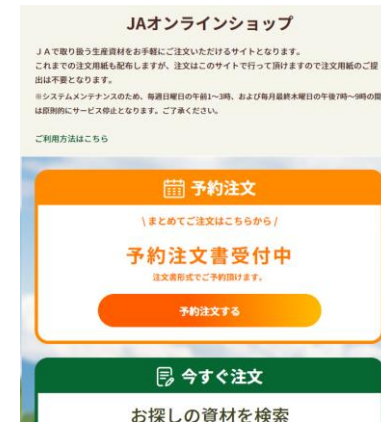 JAオンラインショップ
ＪＡで取り扱う生産資材をお手軽にご注文いただけるサイトとなります。
これまでの注文用紙も配布しますが、注文はこのサイトで行って頂けますので注文用紙のご提
出は不要となります。
※システムメンテナンスのため、毎週日曜日の午前1～3時、および毎月最終木曜日の午後7時～9時の間
は原則的にサービス停止となります。ご了承ください。
ご利用方法はこちら
予約注文
\ まとめてご注文はこちらから /
予約注文書受付中
注文書形式でご予約頂けます。
予約注文する
今すぐ注文
お探しの資材を検索